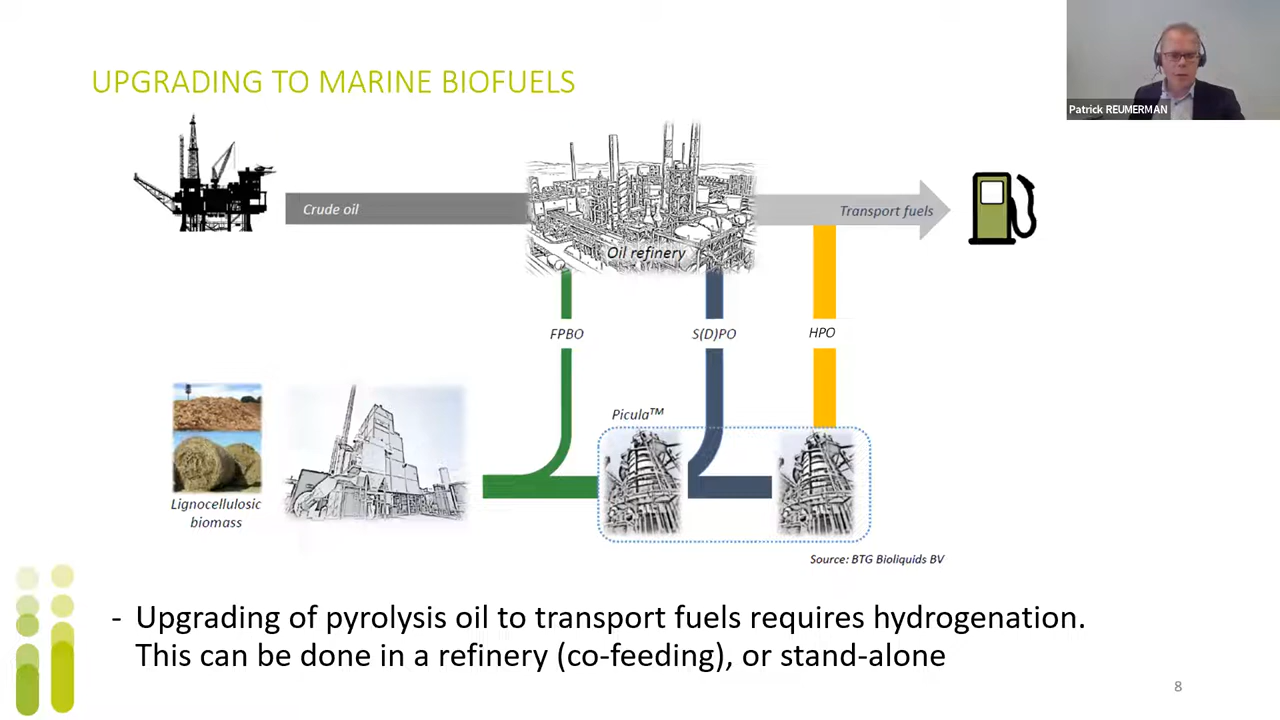 UPGRADING TO MARINE BIOFUELS
Patrick REUMERMAN
Crude oil
Oil refinery
Transport fuels
FPBO
S(D)PO
HPO
Picula™
Lignocellulosic
biomass
Source: BTG Bioliquids BV
- Upgrading of pyrolysis oil to transport fuels requires hydrogenation.
This can be done in a refinery (co-feeding), or stand-alone
8